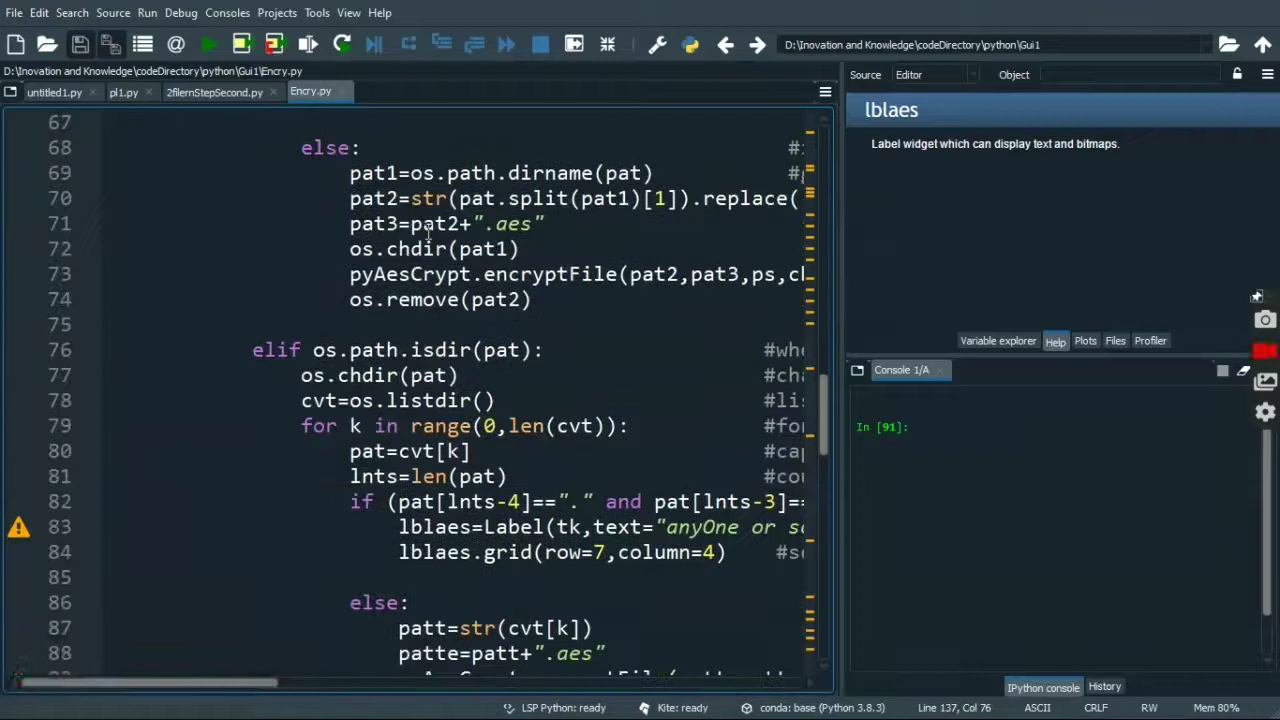 File Edit Search Source Run Debug Consoles Projects Tools View Help
D:\Inovation and Knowledge\codeDirectory\python\Gui1
D:\Inovation and Knowledge\codeDirectory\python\Gui1\Encry.py
untitled1.py pl1.py 2filernStepSecond.py Encry.py
Source Editor Object
lblaes
Label widget which can display text and bitmaps.
67
68 else:
69 pat1=os.path.dirname(pat)
70 pat2=str(pat.split(pat1)[1]).replace(
71 pat3=pat2+".aes"
72 os.chdir(pat1)
73 pyAesCrypt.encryptFile(pat2,pat3,ps,
74 os.remove(pat2)
75
76 elif os.path.isdir(pat):
77 os.chdir(pat)
78 cvt=os.listdir()
79 for k in range(0,len(cvt)):
80 pat=cvt[k]
81 lnts=len(pat)
82 if (pat[lnts-4]=="." and pat[lnts-3]==
83 lblaes=Label(tk,text="anyOne or
84 lblaes.grid(row=7,column=4)
85
86 else:
87 patt=str(cvt[k])
88 patte=patt+".aes"
Variable explorer Help Plots Files Profiler
Console 1/A
In [91]:
IPython console History
LSP Python: ready Kite: ready conda: base (Python 3.8.3) Line 137, Col 76 ASCII CRLF RW Mem 80%